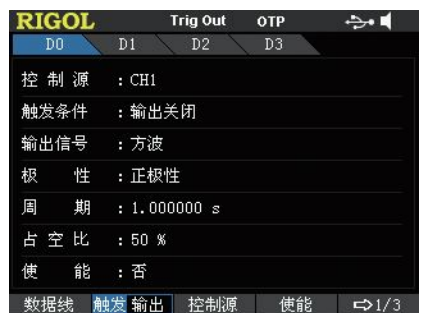 RIGOL Trig Out OTP
D0 D1 D2 D3
控制源 : CH1
触发条件 : 输出关闭
输出信号 : 方波
极性 : 正极性
周期 : 1.000000 s
占空比 : 50 %
使能 : 否
数据线 触发 输出 控制源 使能 ⇨1/3